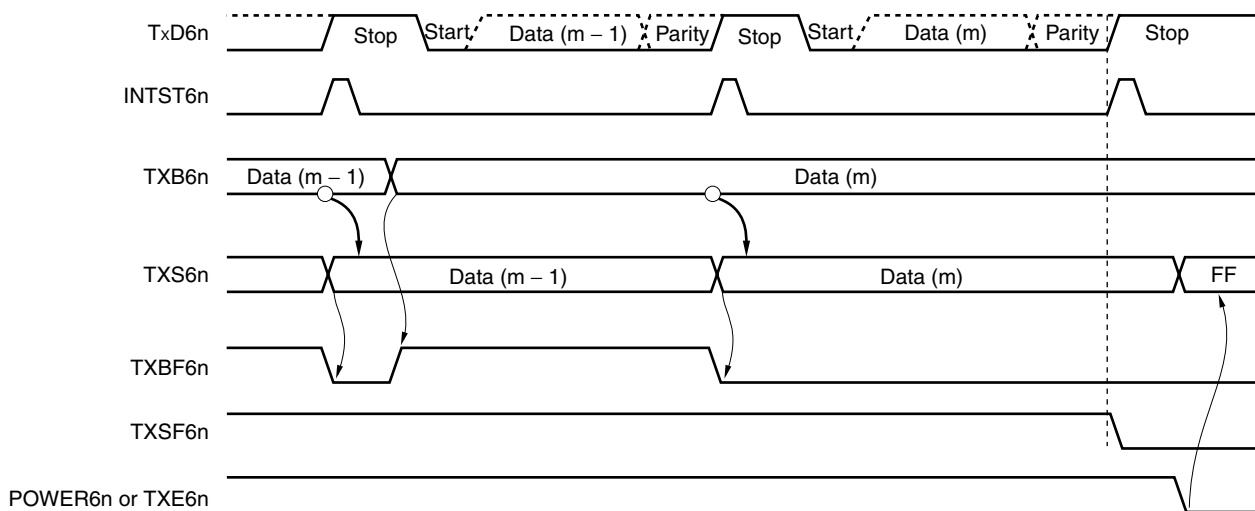 TxD6n Stop Start Data (m – 1) Parity Stop Start Data (m) Parity Stop
INTST6n
TXB6n Data (m – 1) Data (m)
TXS6n Data (m – 1) Data (m) FF
TXBF6n
TXSF6n
POWER6n or TXE6n